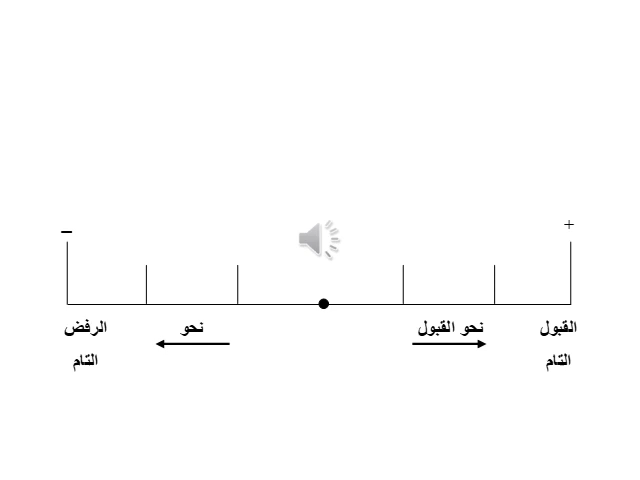 + –
القبول نحو القبول نحو الرفض
التام التام